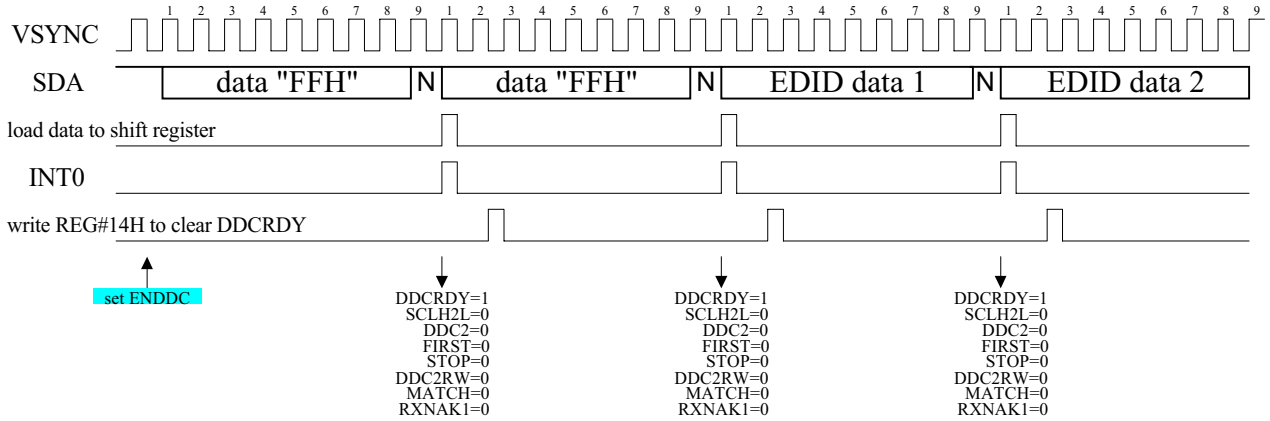 1 2 3 4 5 6 7 8 9 1 2 3 4 5 6 7 8 9 1 2 3 4 5 6 7 8 9 1 2 3 4 5 6 7 8 9
VSYNC
SDA data "FFH" N data "FFH" N EDID data 1 N EDID data 2
load data to shift register
INT0
write REG#14H to clear DDCRDY
set ENDDC
DDCRDY=1 DDCRDY=1 DDCRDY=1
SCLH2L=0 SCLH2L=0 SCLH2L=0
DDC2=0 DDC2=0 DDC2=0
FIRST=0 FIRST=0 FIRST=0
STOP=0 STOP=0 STOP=0
DDC2RW=0 DDC2RW=0 DDC2RW=0
MATCH=0 MATCH=0 MATCH=0
RXNAK1=0 RXNAK1=0 RXNAK1=0